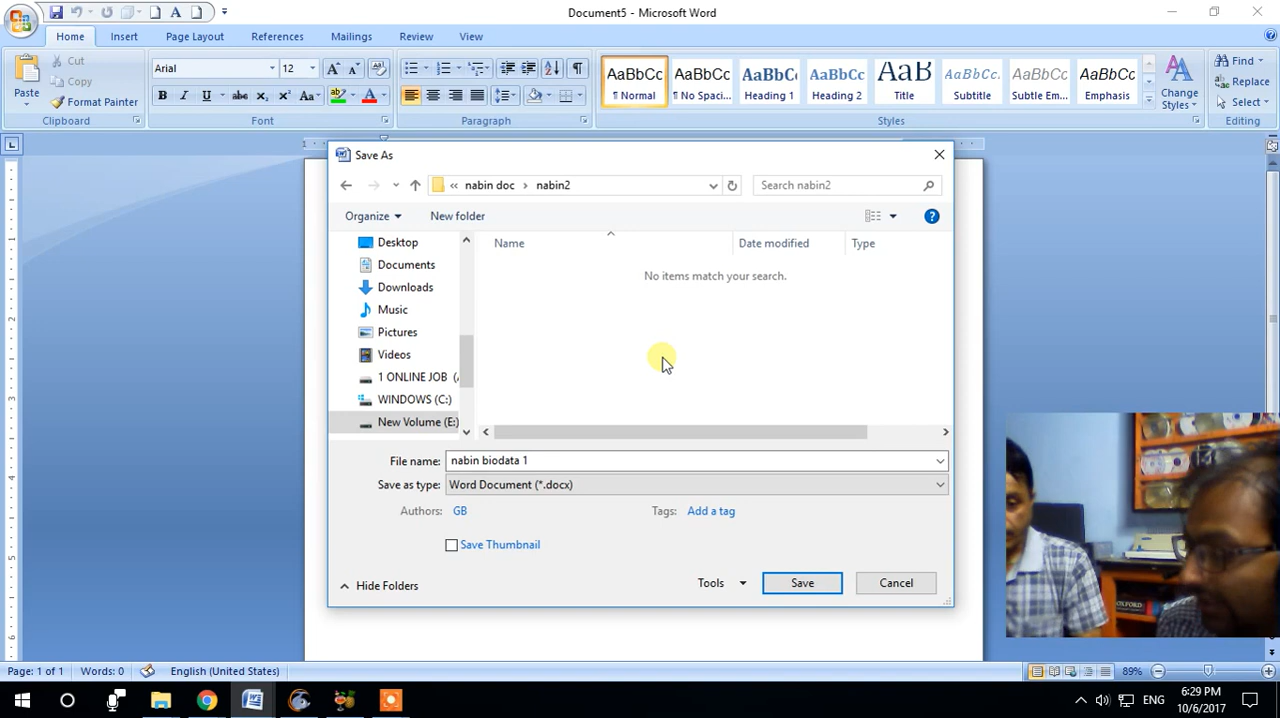 Document5 - Microsoft Word
Home Insert Page Layout References Mailings Review View
Paste
Cut
Copy
Format Painter
Clipboard
Arial 12
Font
Paragraph
AaBbCc AaBbCc AaBbC AaBbCc AaB AaBbCc AaBbCc AaBbCc
¶ Normal ¶ No Spaci... Heading 1 Heading 2 Title Subtitle Subtle Em... Emphasis
Change
Styles
Styles
Find
Replace
Select
Editing
Save As
« nabin doc › nabin2
Search nabin2
Organize New folder
Name Date modified Type
No items match your search.
Desktop
Documents
Downloads
Music
Pictures
Videos
1 ONLINE JOB (
WINDOWS (C:)
New Volume (E:)
File name: nabin biodata 1
Save as type: Word Document (*.docx)
Authors: GB Tags: Add a tag
Save Thumbnail
Hide Folders
Tools Save Cancel
OXFORD
Page: 1 of 1 Words: 0 English (United States) 89%
ENG
6:29 PM
10/6/2017